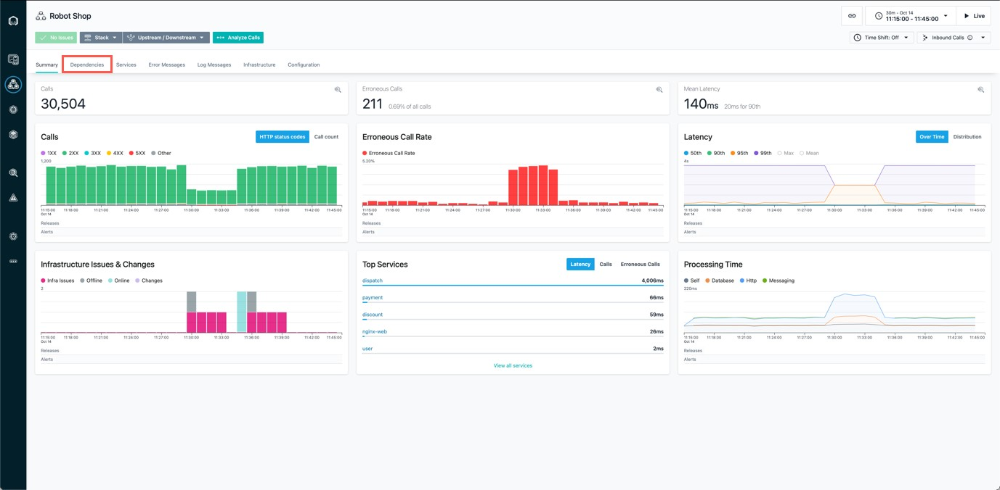 Robot Shop
30m - Oct 14
11:15:00 - 11:45:00
Live
No Issues
Stack
Upstream / Downstream
Analyze Calls
Time Shift: Off
Inbound Calls
Summary Dependencies Services Error Messages Log Messages Infrastructure Configuration
Calls
30,504
Erroneous Calls
211 0.69% of all calls
Mean Latency
140ms 20ms for 90th
Calls
HTTP status codes Call count
1XX 2XX 3XX 4XX 5XX Other
1,200
11:15:00 11:18:00 11:21:00 11:24:00 11:27:00 11:30:00 11:33:00 11:36:00 11:39:00 11:42:00 11:45:00
Oct 14
Releases
Alerts
Erroneous Call Rate
Erroneous Call Rate
5.20%
11:15:00 11:18:00 11:21:00 11:24:00 11:27:00 11:30:00 11:33:00 11:36:00 11:39:00 11:42:00 11:45:00
Oct 14
Releases
Alerts
Latency
Over Time Distribution
50th 90th 95th 99th Max Mean
4s
11:15:00 11:18:00 11:21:00 11:24:00 11:27:00 11:30:00 11:33:00 11:36:00 11:39:00 11:42:00 11:45:00
Oct 14
Releases
Alerts
Infrastructure Issues & Changes
Infra Issues Offline Online Changes
2
11:15:00 11:18:00 11:21:00 11:24:00 11:27:00 11:30:00 11:33:00 11:36:00 11:39:00 11:42:00 11:45:00
Oct 14
Releases
Alerts
Top Services
Latency Calls Erroneous Calls
dispatch 4,006ms
payment 66ms
discount 59ms
nginx-web 26ms
user 2ms
View all services
Processing Time
Self Database Http Messaging
220ms
11:15:00 11:18:00 11:21:00 11:24:00 11:27:00 11:30:00 11:33:00 11:36:00 11:39:00 11:42:00 11:45:00
Oct 14
Releases
Alerts